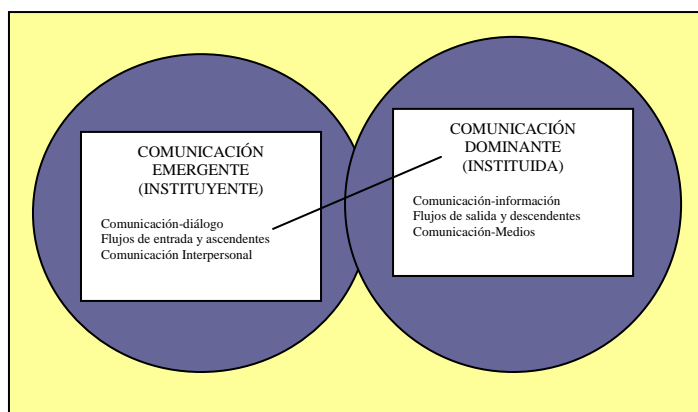 COMUNICACIÓN
EMERGENTE
(INSTITUYENTE)
Comunicación-diálogo
Flujos de entrada y ascendentes
Comunicación Interpersonal
COMUNICACIÓN
DOMINANTE
(INSTITUIDA)
Comunicación-información
Flujos de salida y descendentes
Comunicación-Medios